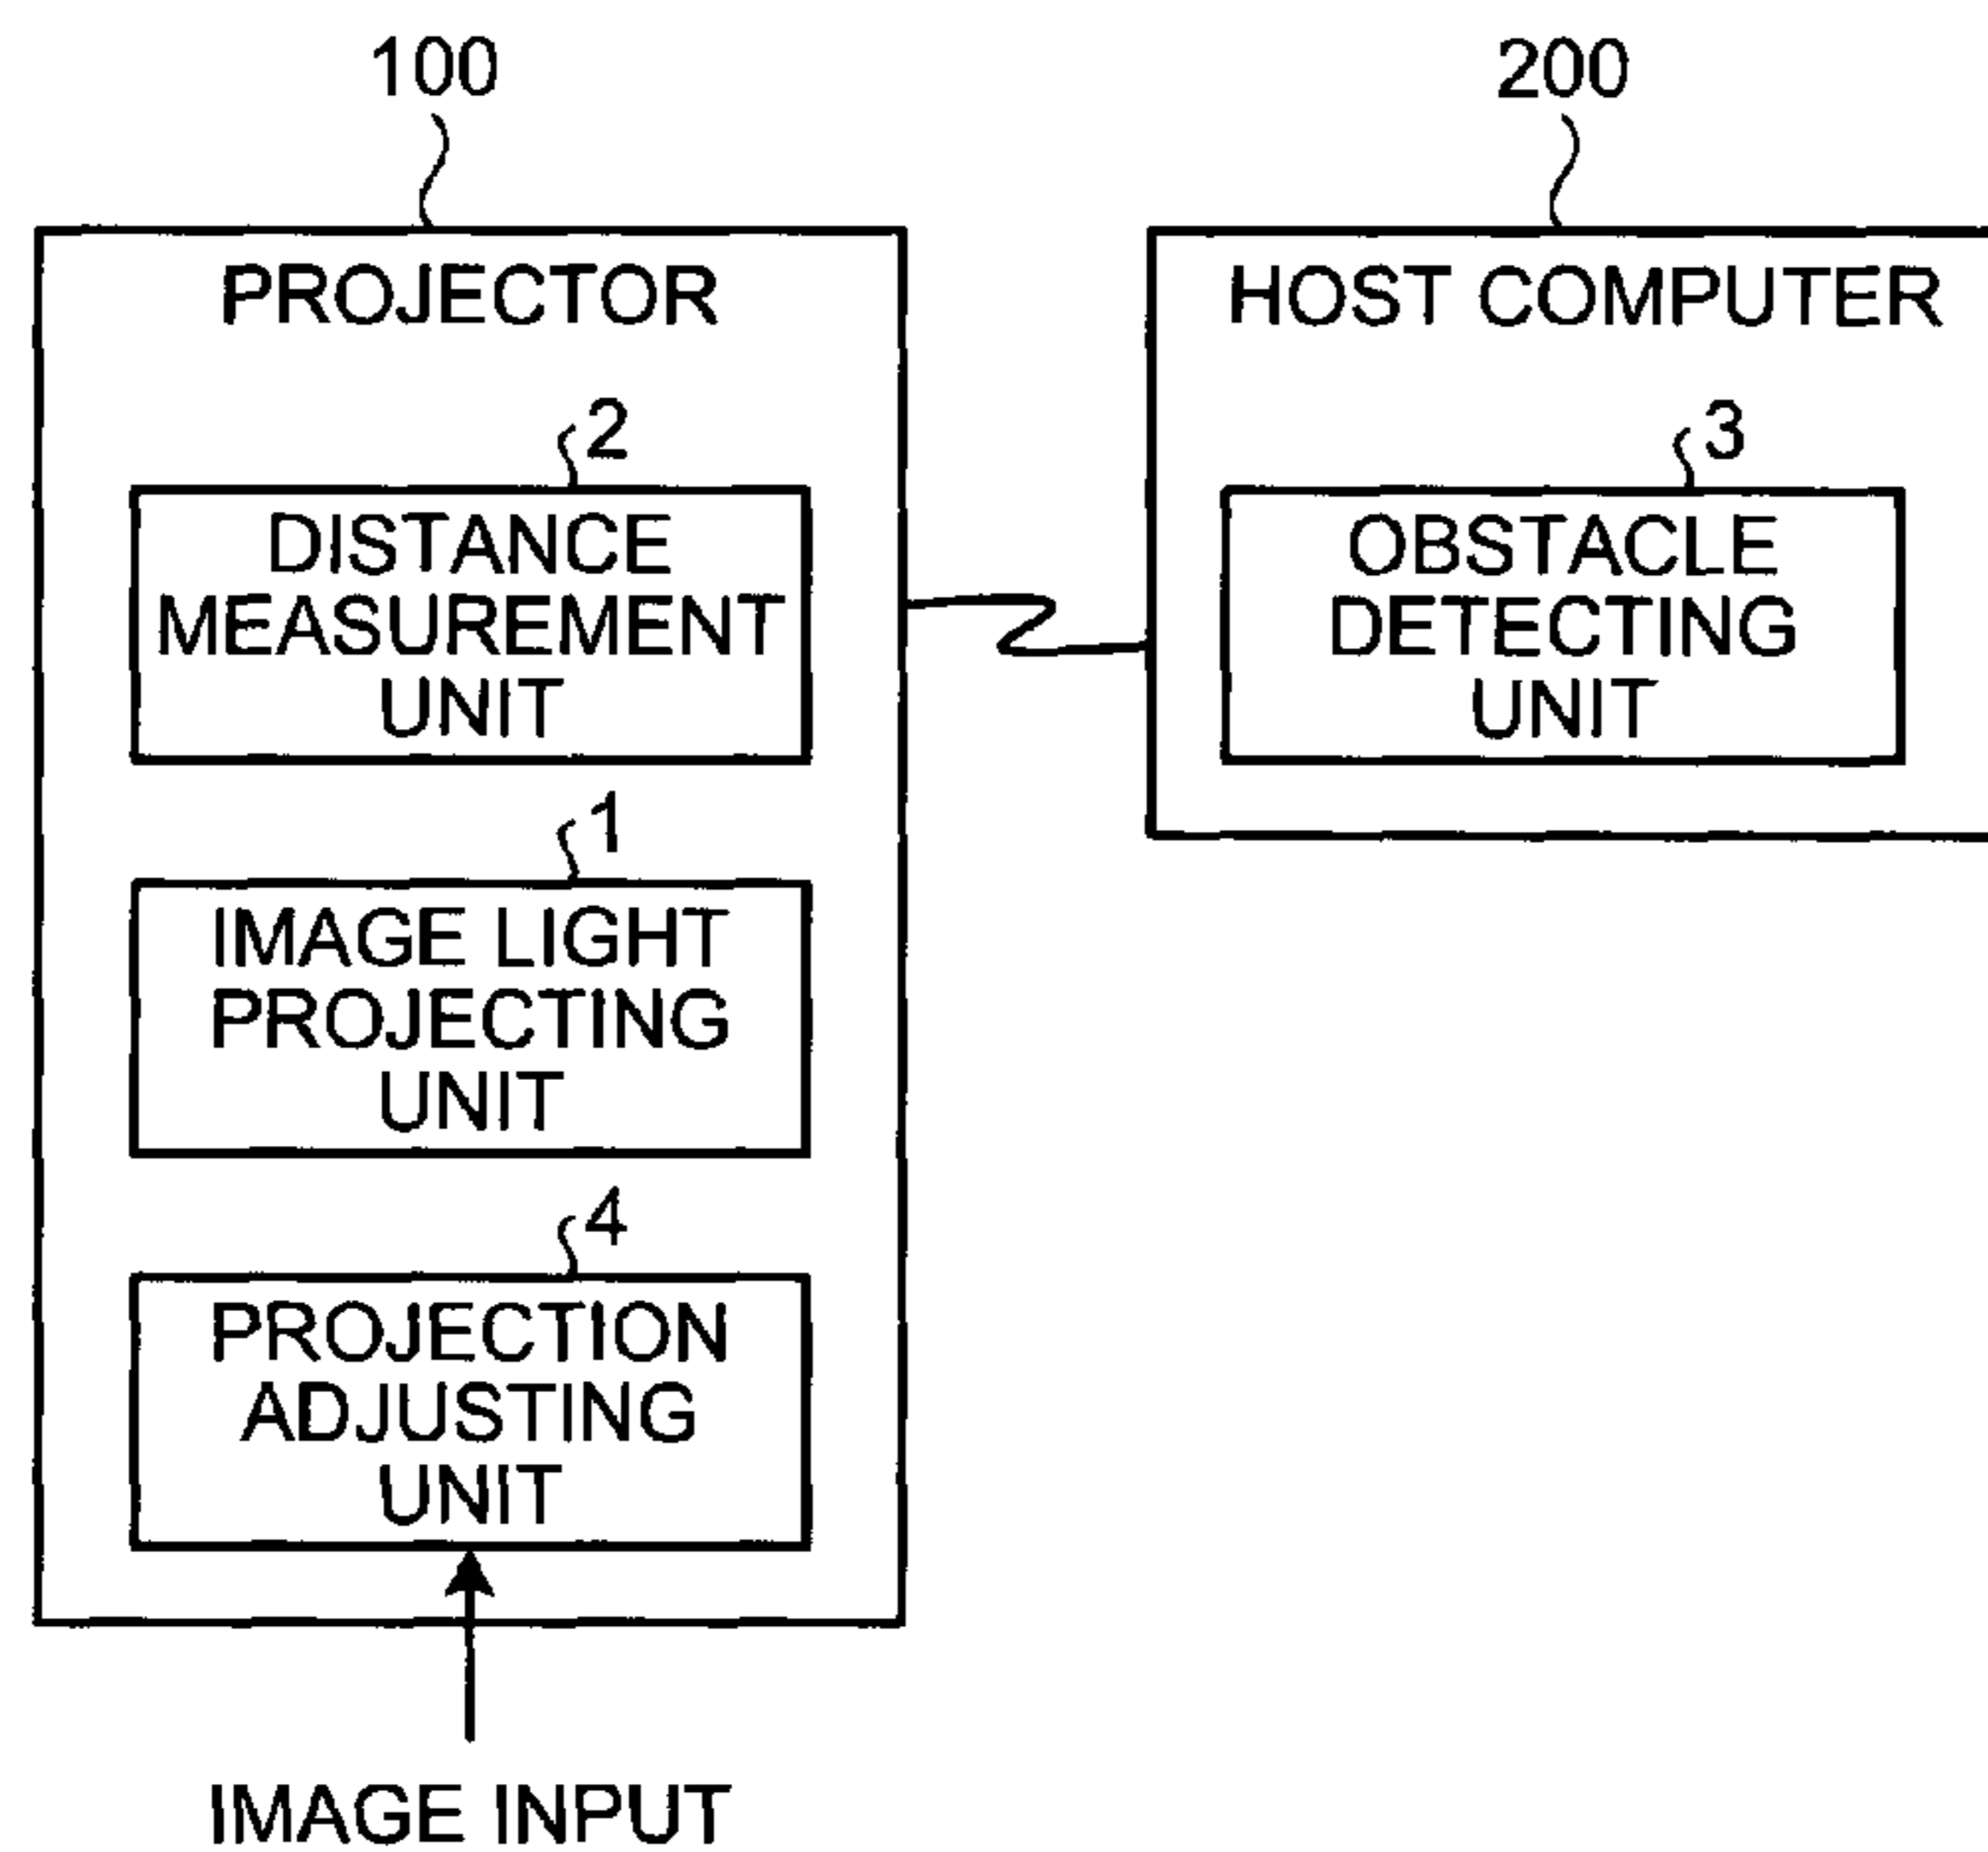 100
PROJECTOR
2
DISTANCE
MEASUREMENT
UNIT
1
IMAGE LIGHT
PROJECTING
UNIT
4
PROJECTION
ADJUSTING
UNIT
IMAGE INPUT
200
HOST COMPUTER
3
OBSTACLE
DETECTING
UNIT